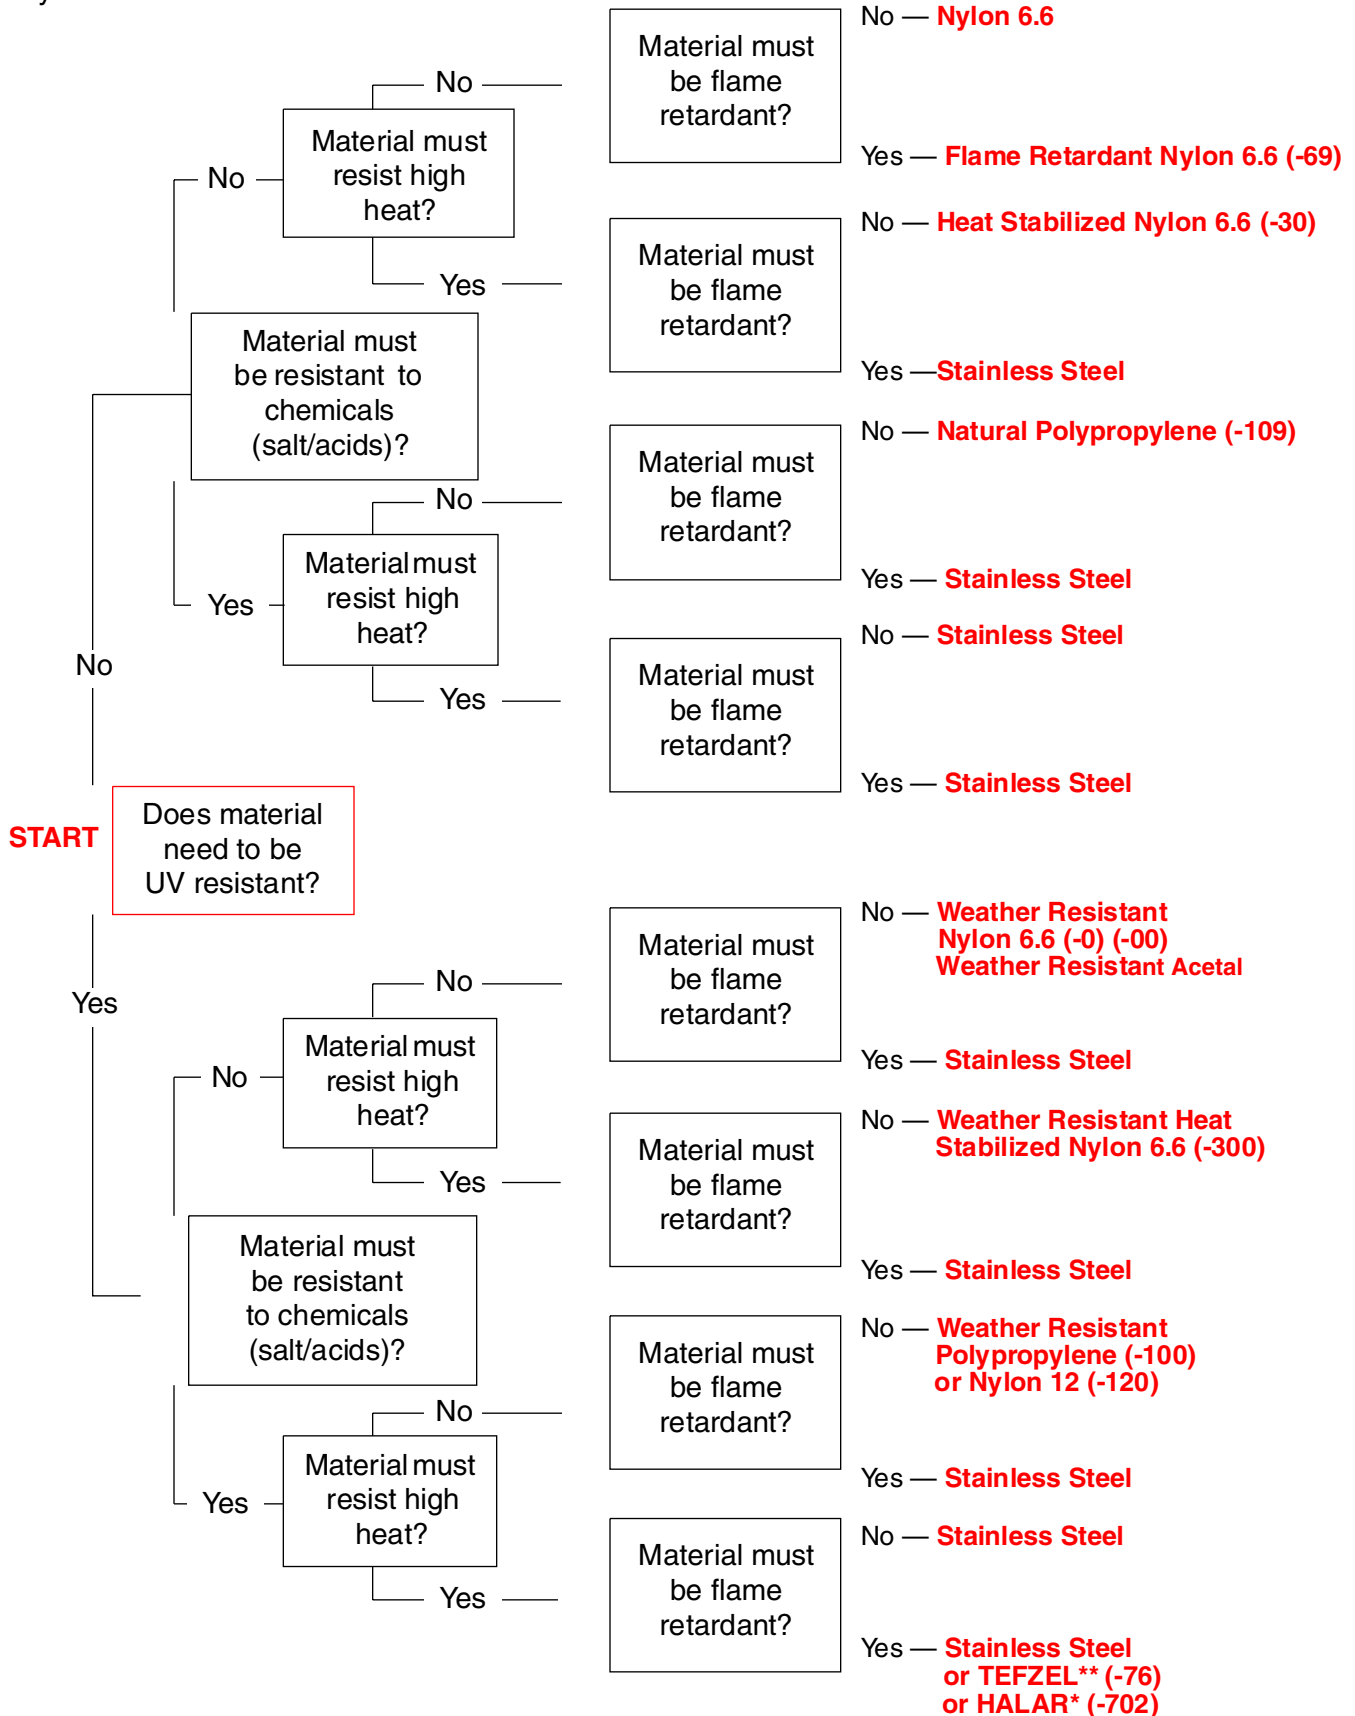 No — Nylon 6.6
Material must
be flame
retardant?
Yes — Flame Retardant Nylon 6.6 (-69)
No
Material must
resist high
heat?
No
Yes
No — Heat Stabilized Nylon 6.6 (-30)
Material must
be flame
retardant?
Yes —Stainless Steel
Material must
be resistant to
chemicals
(salt/acids)?
No — Natural Polypropylene (-109)
Material must
be flame
retardant?
Yes — Stainless Steel
No
Material must
resist high
heat?
Yes
Yes
No — Stainless Steel
Material must
be flame
retardant?
Yes — Stainless Steel
No
START
Does material
need to be
UV resistant?
Yes
No — Weather Resistant
Nylon 6.6 (-0) (-00)
Weather Resistant Acetal
Material must
be flame
retardant?
Yes — Stainless Steel
No
Material must
resist high
heat?
No
Yes
No — Weather Resistant Heat
Stabilized Nylon 6.6 (-300)
Material must
be flame
retardant?
Yes — Stainless Steel
Material must
be resistant
to chemicals
(salt/acids)?
No — Weather Resistant
Polypropylene (-100)
or Nylon 12 (-120)
Material must
be flame
retardant?
Yes — Stainless Steel
No
Material must
resist high
heat?
Yes
Yes
No — Stainless Steel
Material must
be flame
retardant?
Yes — Stainless Steel
or TEFZEL** (-76)
or HALAR* (-702)